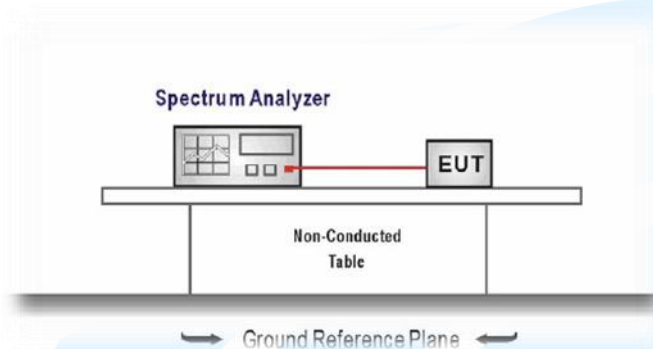 Spectrum Analyzer
EUT
Non-Conducted
Table
Ground Reference Plane